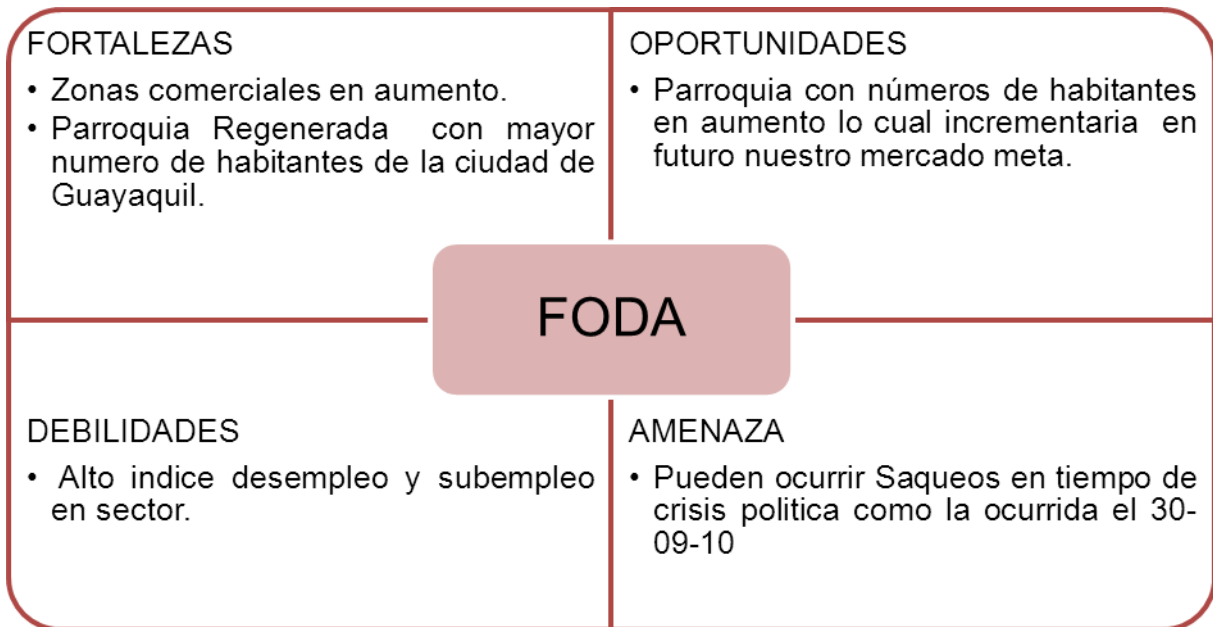 FORTALEZAS
• Zonas comerciales en aumento.
• Parroquia Regenerada con mayor
numero de habitantes de la ciudad de
Guayaquil.
OPORTUNIDADES
• Parroquia con números de habitantes
en aumento lo cual incrementaria en
futuro nuestro mercado meta.
FODA
DEBILIDADES
• Alto indice desempleo y subempleo
en sector.
AMENAZA
• Pueden ocurrir Saqueos en tiempo de
crisis politica como la ocurrida el 30-
09-10